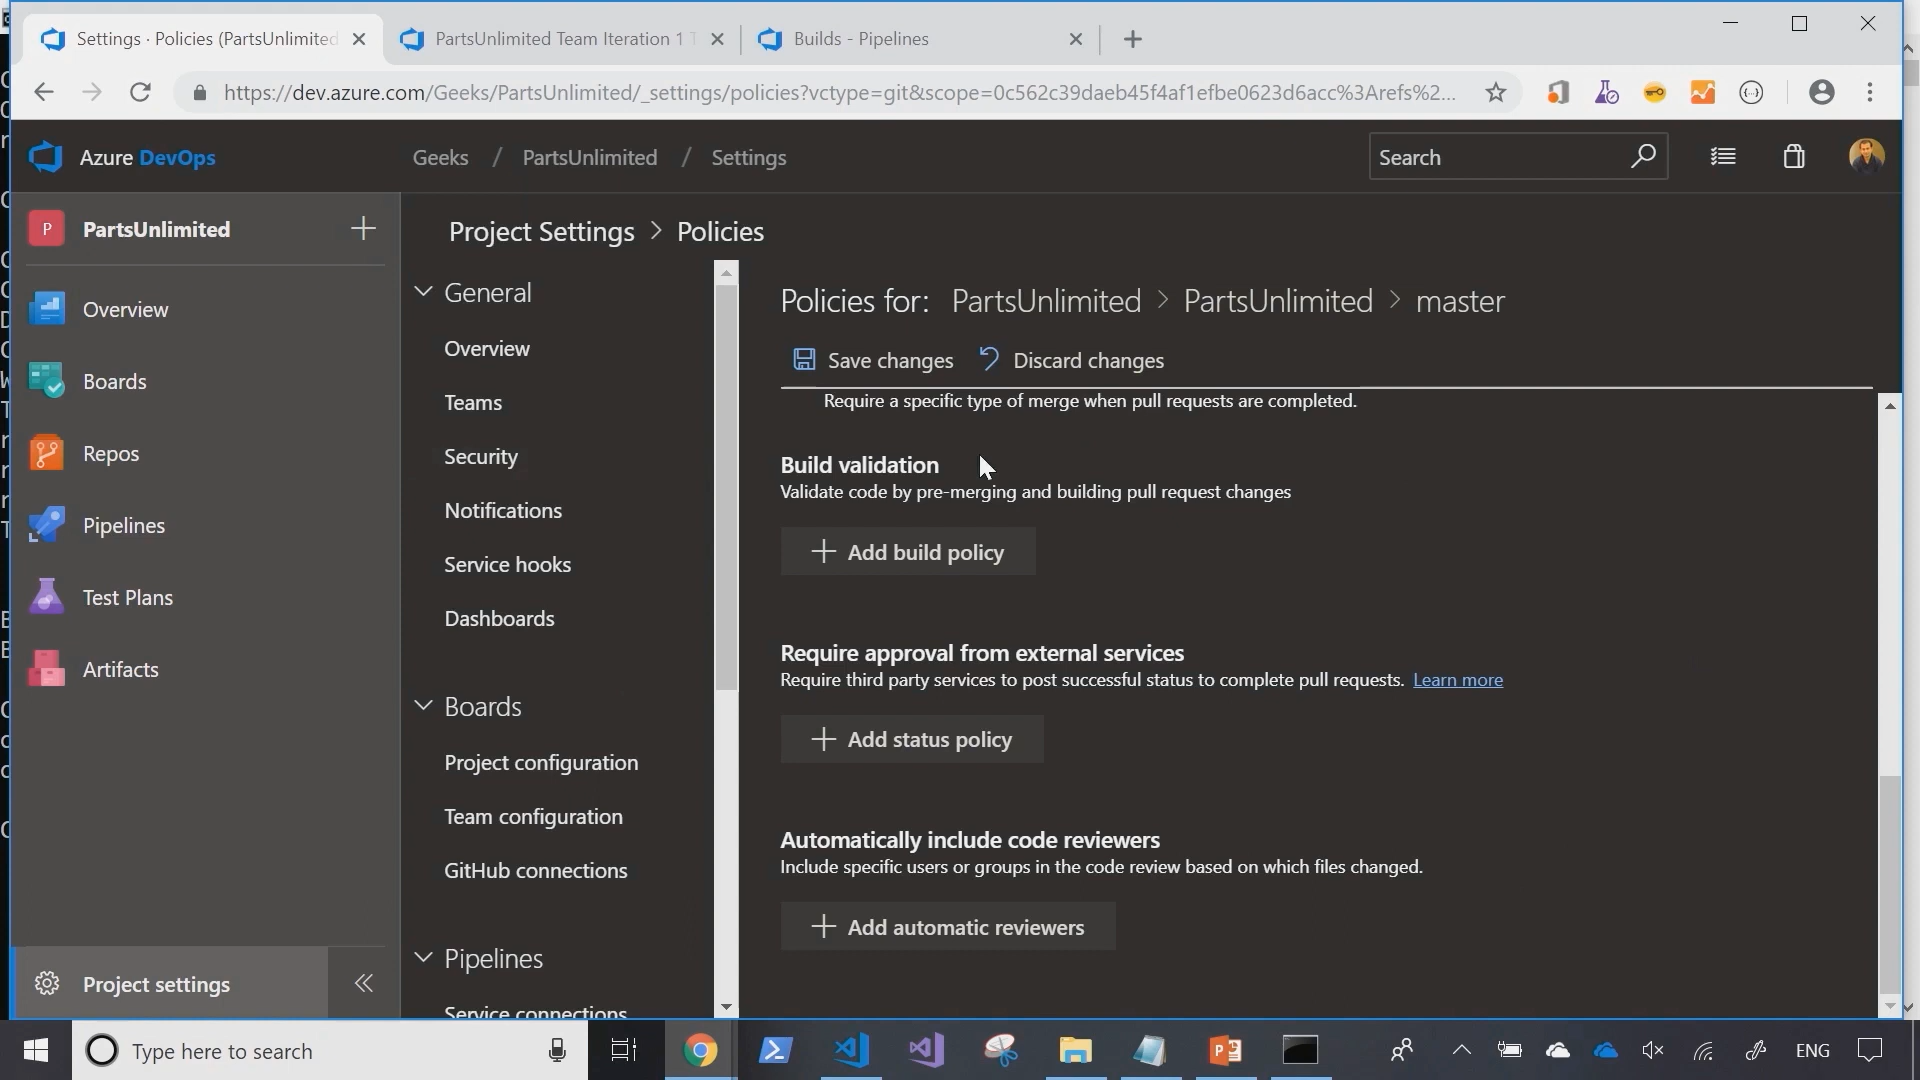 Settings · Policies (PartsUnlimited
PartsUnlimited Team Iteration 1 T
Builds - Pipelines
https://dev.azure.com/Geeks/PartsUnlimited/_settings/policies?vctype=git&scope=0c562c39daeb45f4af1efbe0623d6acc%3Arefs%2...
Azure DevOps
Geeks / PartsUnlimited / Settings
Search
P PartsUnlimited
Overview
Boards
Repos
Pipelines
Test Plans
Artifacts
Project settings
Project Settings > Policies
General
Overview
Teams
Security
Notifications
Service hooks
Dashboards
Boards
Project configuration
Team configuration
GitHub connections
Pipelines
Service connections
Policies for: PartsUnlimited > PartsUnlimited > master
Save changes
Discard changes
Require a specific type of merge when pull requests are completed.
Build validation
Validate code by pre-merging and building pull request changes
+ Add build policy
Require approval from external services
Require third party services to post successful status to complete pull requests. Learn more
+ Add status policy
Automatically include code reviewers
Include specific users or groups in the code review based on which files changed.
+ Add automatic reviewers
Type here to search
ENG